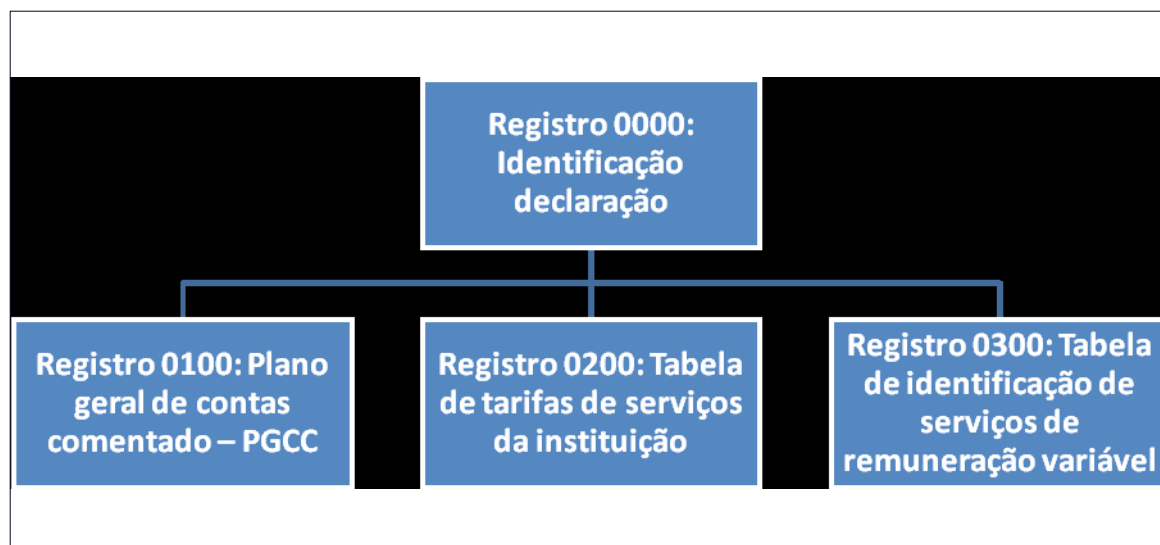 Registro 0000:
Identificação
declaração
Registro 0100: Plano
geral de contas
comentado – PGCC
Registro 0200: Tabela
de tarifas de serviços
da instituição
Registro 0300: Tabela
de identificação de
serviços de
remuneração variável